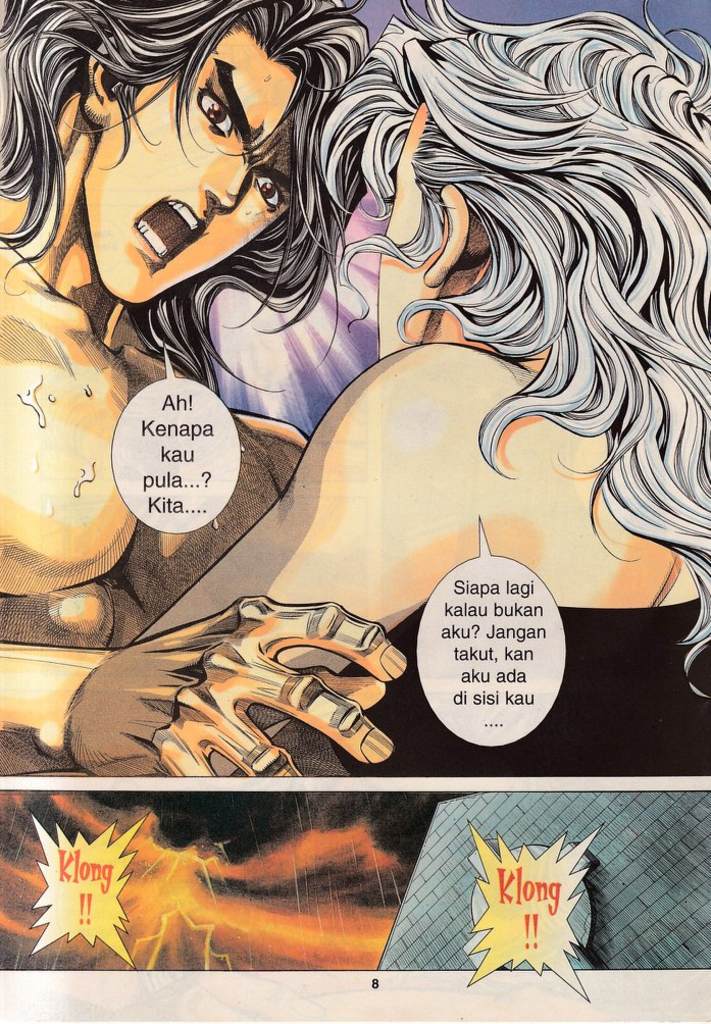 Ah!
Kenapa
kau
pula...?
Kita....
Siapa lagi
kalau bukan
aku? Jangan
takut, kan
aku ada
di sisi kau
....
Klong
!!
Klong
!!
8